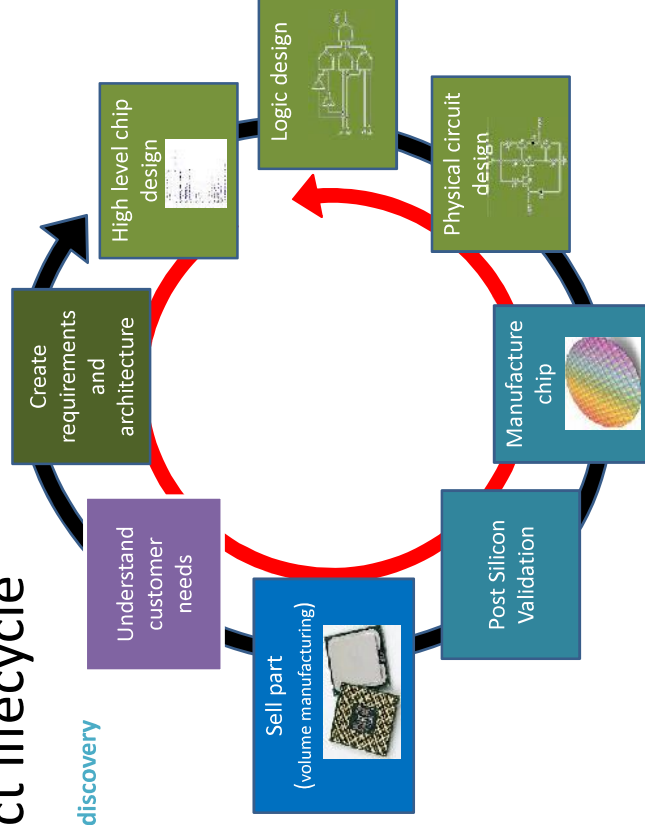 ct lifecycle
discovery
Understand
customer
needs
Create
requirements
and
architecture
High level chip
design
Logic design
Physical circuit
design
Manufacture
chip
Post Silicon
Validation
Sell part
(volume manufacturing)